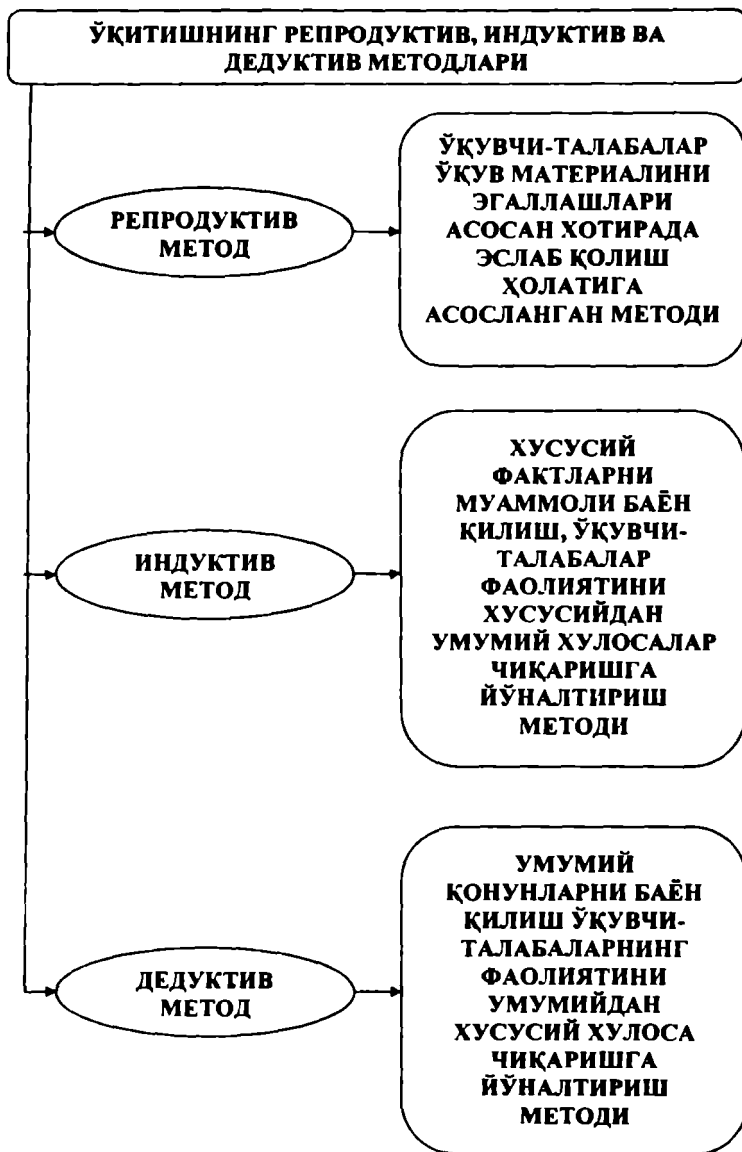 ЎҚИТИШНИНГ РЕПРОДУКТИВ, ИНДУКТИВ ВА
ДЕДУКТИВ МЕТОДЛАРИ
РЕПРОДУКТИВ
МЕТОД
ЎҚУВЧИ-ТАЛАБАЛАР
ЎҚУВ МАТЕРИАЛИНИ
ЭГАЛЛАШЛАРИ
АСОСАН ХОТИРАДА
ЭСЛАБ ҚОЛИШ
ҲОЛАТИГА
АСОСЛАНГАН МЕТОДИ
ИНДУКТИВ
МЕТОД
ХУСУСИЙ
ФАКТЛАРНИ
МУАММОЛИ БАЁН
ҚИЛИШ, ЎҚУВЧИ-
ТАЛАБАЛАР
ФАОЛИЯТИНИ
ХУСУСИЙДАН
УМУМИЙ ХУЛОСАЛАР
ЧИҚАРИШГА
ЙЎНАЛТИРИШ
МЕТОДИ
ДЕДУКТИВ
МЕТОД
УМУМИЙ
ҚОНУНЛАРНИ БАЁН
ҚИЛИШ ЎҚУВЧИ-
ТАЛАБАЛАРНИНГ
ФАОЛИЯТИНИ
УМУМИЙДАН
ХУСУСИЙ ХУЛОСА
ЧИҚАРИШГА
ЙЎНАЛТИРИШ
МЕТОДИ